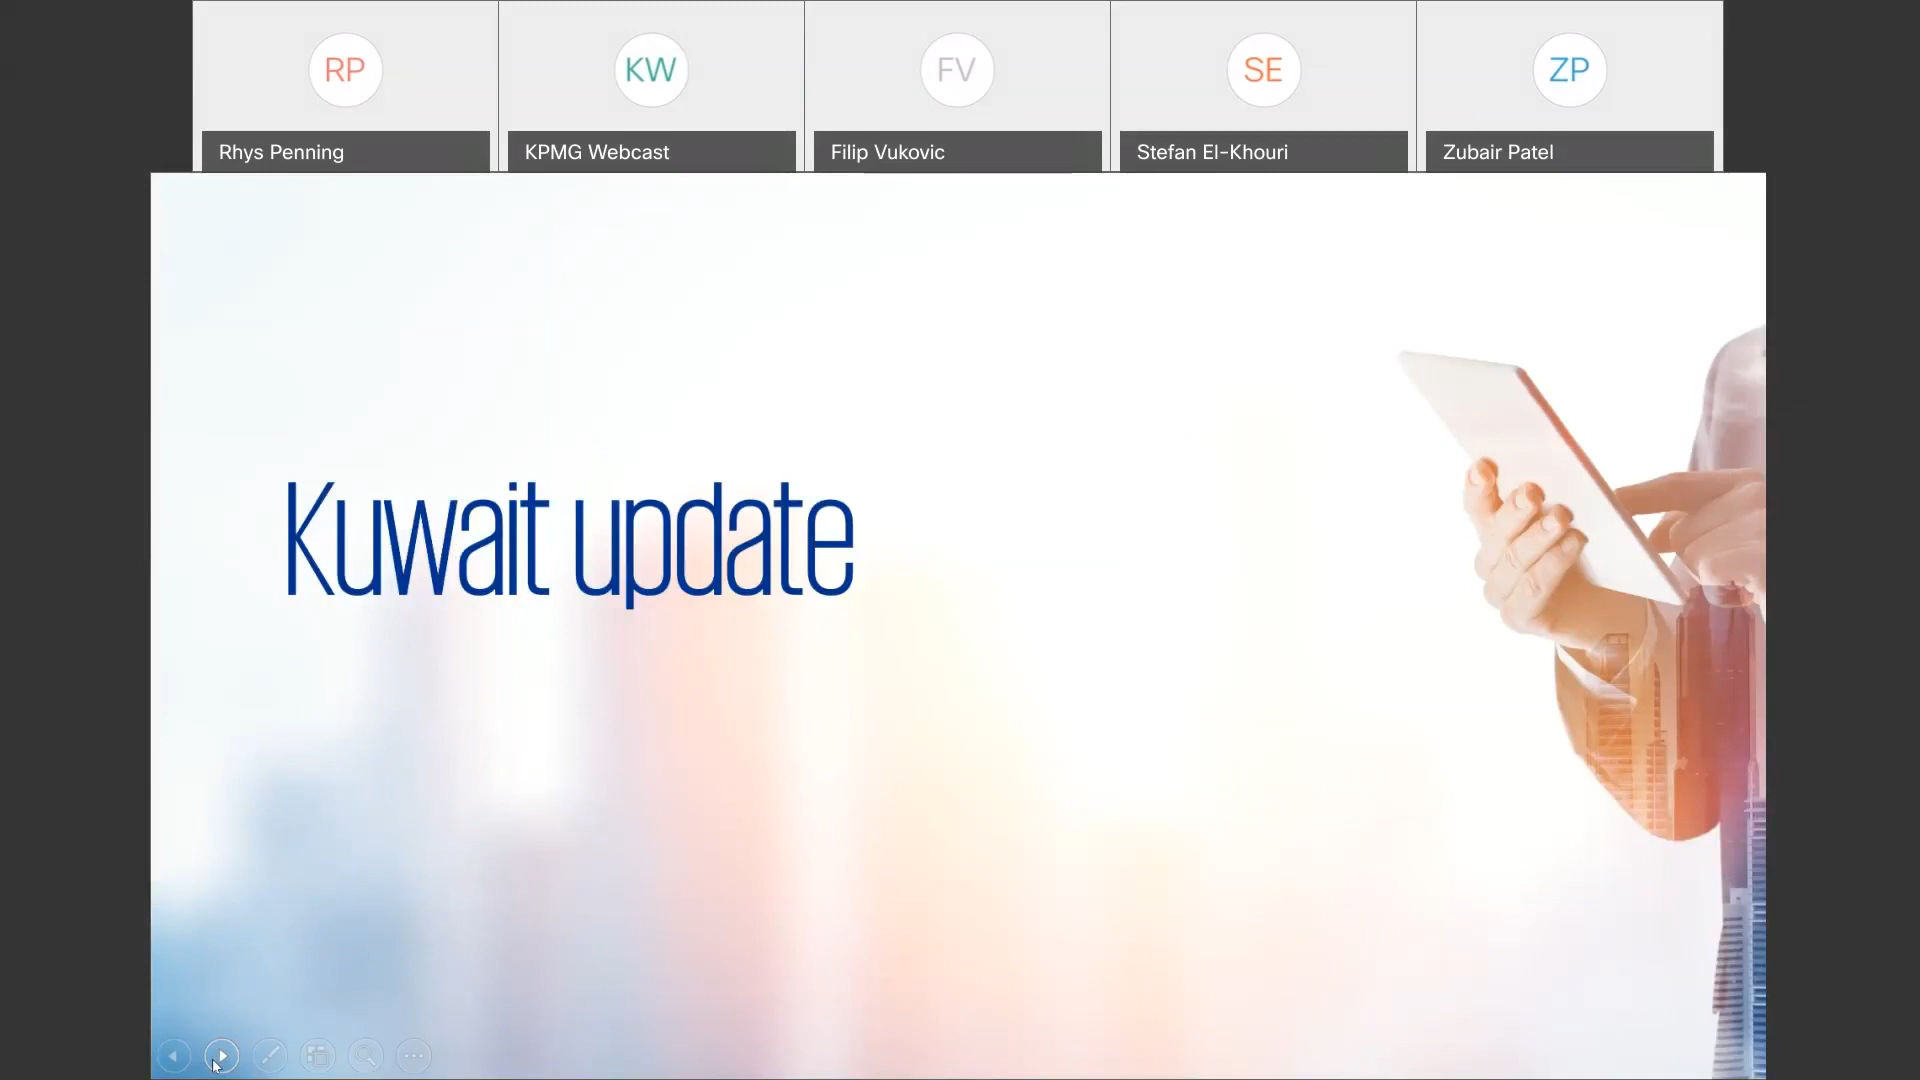 RP
KW
FV
SE
ZP
Rhys Penning
KPMG Webcast
Filip Vukovic
Stefan El-Khouri
Zubair Patel
Kuwait update